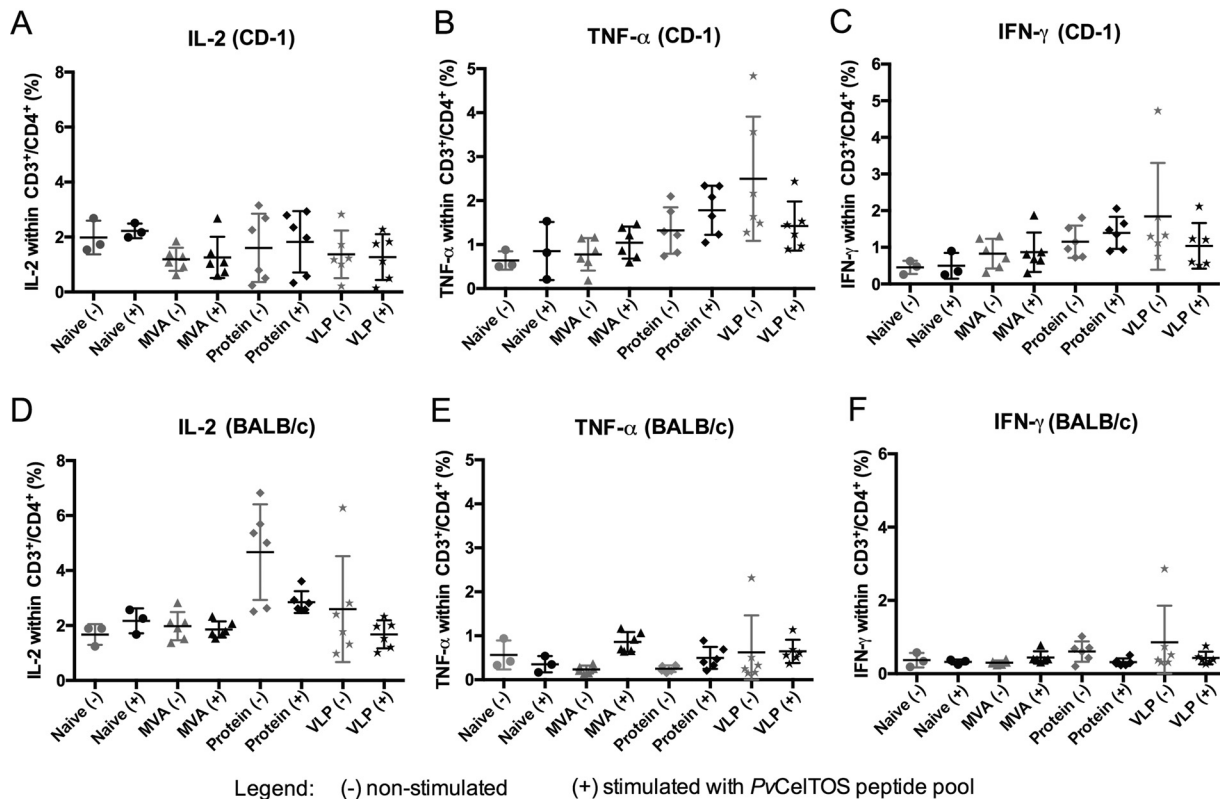 A
IL-2 (CD-1)
IL-2 within CD3⁺/CD4⁺ (%)
8
6
4
2
0
Naive (-)
Naive (+)
MVA (-)
MVA (+)
Protein (-)
Protein (+)
VLP (-)
VLP (+)
B
TNF-α (CD-1)
TNF-α within CD3⁺/CD4⁺ (%)
5
4
3
2
1
0
Naive (-)
Naive (+)
MVA (-)
MVA (+)
Protein (-)
Protein (+)
VLP (-)
VLP (+)
C
IFN-γ (CD-1)
IFN-γ within CD3⁺/CD4⁺ (%)
6
5
4
3
2
1
0
Naive (-)
Naive (+)
MVA (-)
MVA (+)
Protein (-)
Protein (+)
VLP (-)
VLP (+)
D
IL-2 (BALB/c)
IL-2 within CD3⁺/CD4⁺ (%)
8
6
4
2
0
Naive (-)
Naive (+)
MVA (-)
MVA (+)
Protein (-)
Protein (+)
VLP (-)
VLP (+)
E
TNF-α (BALB/c)
TNF-α within CD3⁺/CD4⁺ (%)
5
4
3
2
1
0
Naive (-)
Naive (+)
MVA (-)
MVA (+)
Protein (-)
Protein (+)
VLP (-)
VLP (+)
F
IFN-γ (BALB/c)
IFN-γ within CD3⁺/CD4⁺ (%)
6
4
2
0
Naive (-)
Naive (+)
MVA (-)
MVA (+)
Protein (-)
Protein (+)
VLP (-)
VLP (+)
Legend: (-) non-stimulated (+) stimulated with PvCelTOS peptide pool